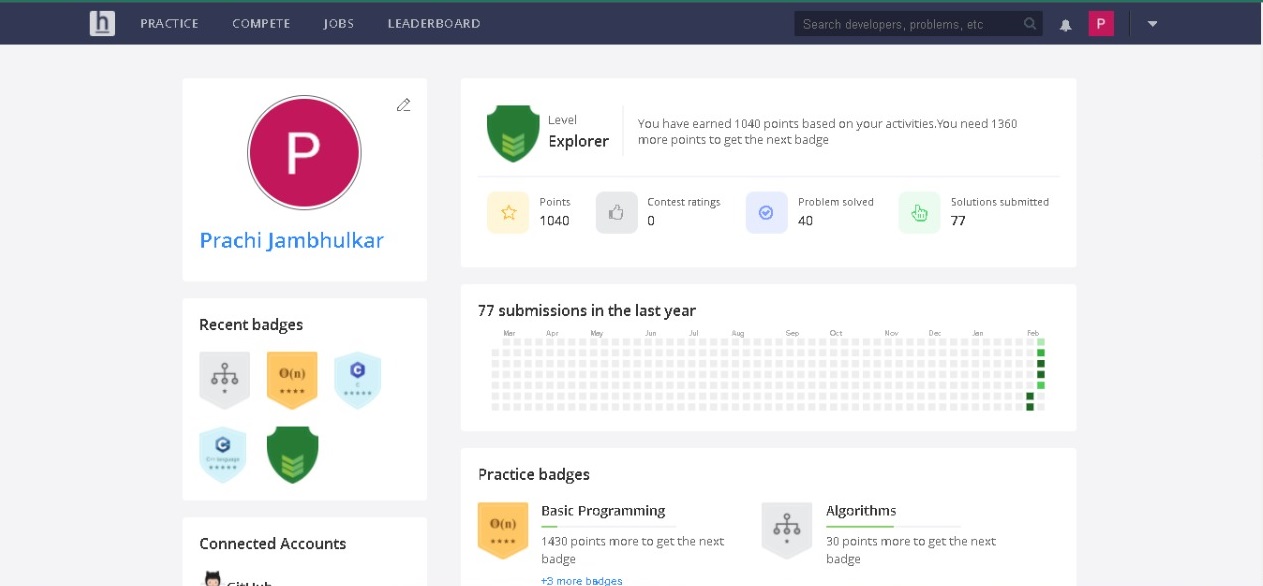 h PRACTICE COMPETE JOBS LEADERBOARD Search developers, problems, etc P
P
Prachi Jambhulkar
Level
Explorer
You have earned 1040 points based on your activities.You need 1360
more points to get the next badge
Points
1040
Contest ratings
0
Problem solved
40
Solutions submitted
77
Recent badges
Θ(n)
C
C
C++ language
77 submissions in the last year
Mar Apr May Jun Jul Aug Sep Oct Nov Dec Jan Feb
Practice badges
Θ(n)
Basic Programming
1430 points more to get the next
badge
+3 more badges
Algorithms
30 points more to get the next
badge
Connected Accounts
GitHub